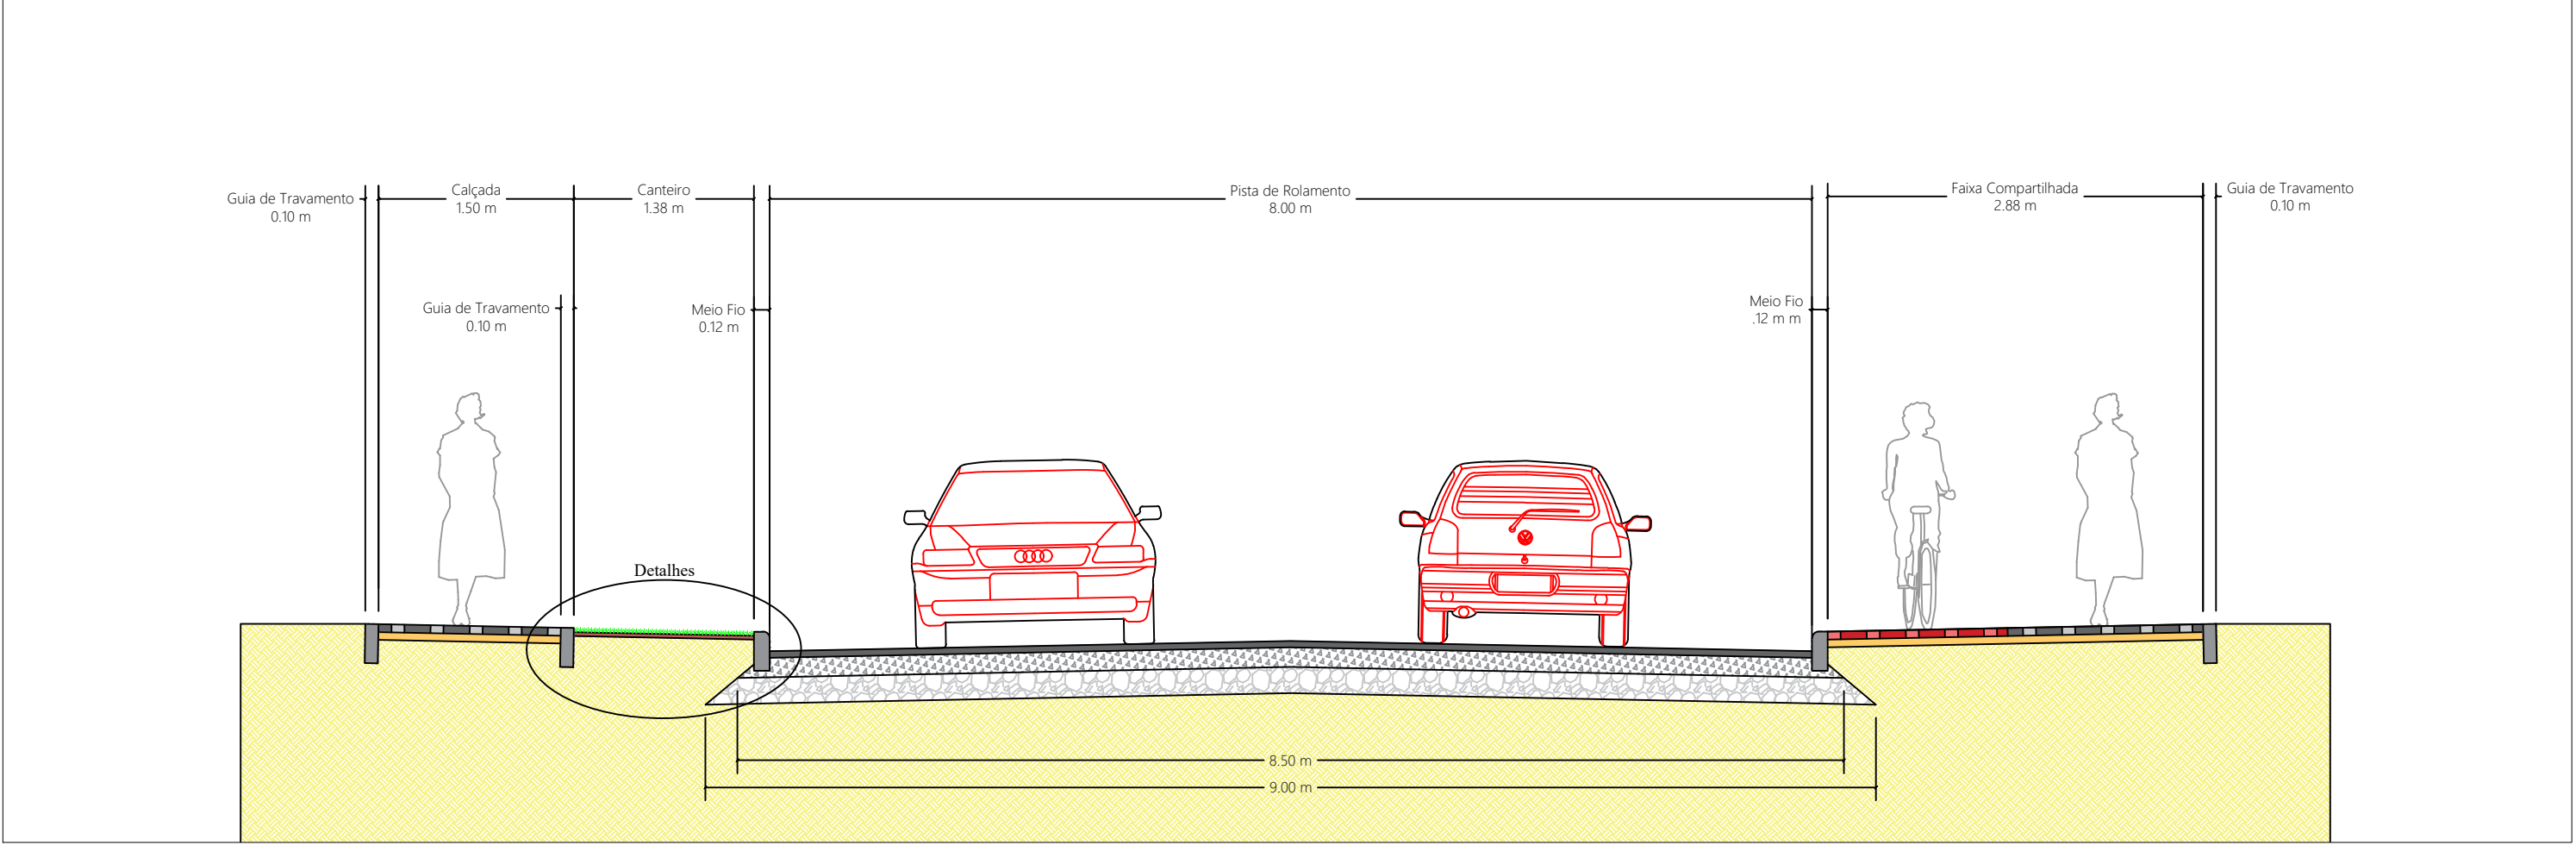 Guia de Travamento
0.10 m
Calçada
1.50 m
Canteiro
1.38 m
Pista de Rolamento
8.00 m
Faixa Compartilhada
2.88 m
Guia de Travamento
0.10 m
Guia de Travamento
0.10 m
Meio Fio
0.12 m
Meio Fio
.12 m m
Detalhes
8.50 m
9.00 m